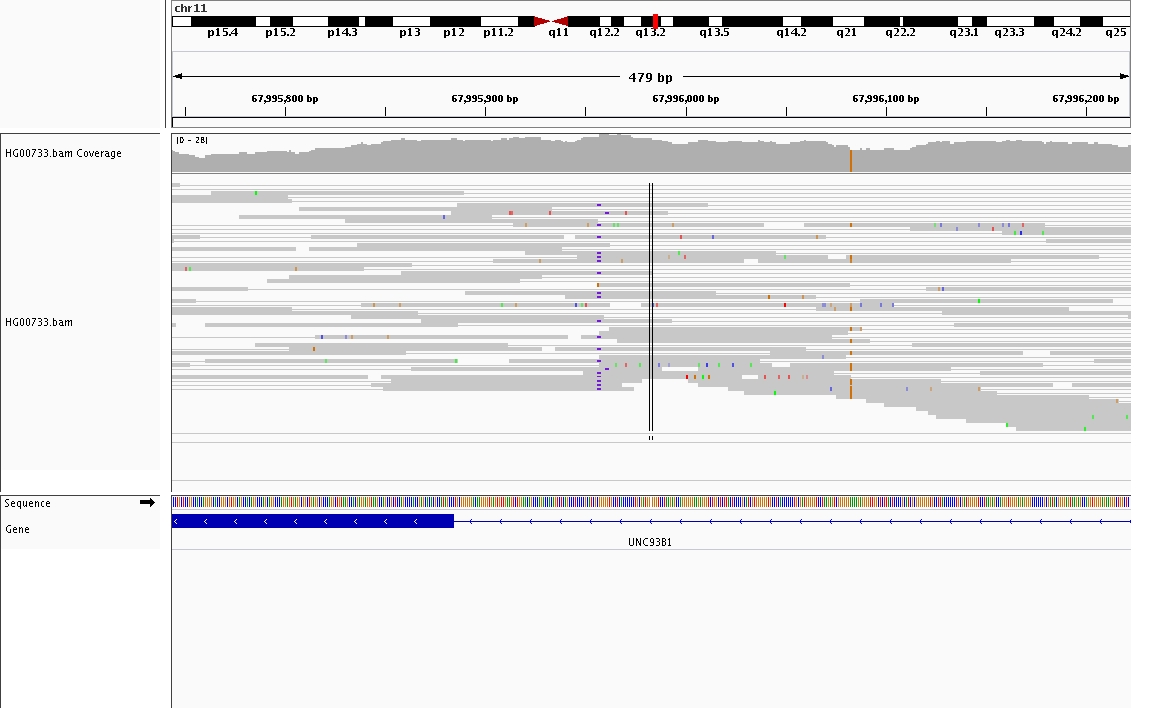 chr11
p15.4 p15.2 p14.3 p13 p12 p11.2 q11 q12.2 q13.2 q13.5 q14.2 q21 q22.2 q23.1 q23.3 q24.2 q25
479 bp
67,995,800 bp 67,995,900 bp 67,996,000 bp 67,996,100 bp 67,996,200 bp
[0 - 28]
HG00733.bam Coverage
HG00733.bam
Sequence
Gene
UNC93B1